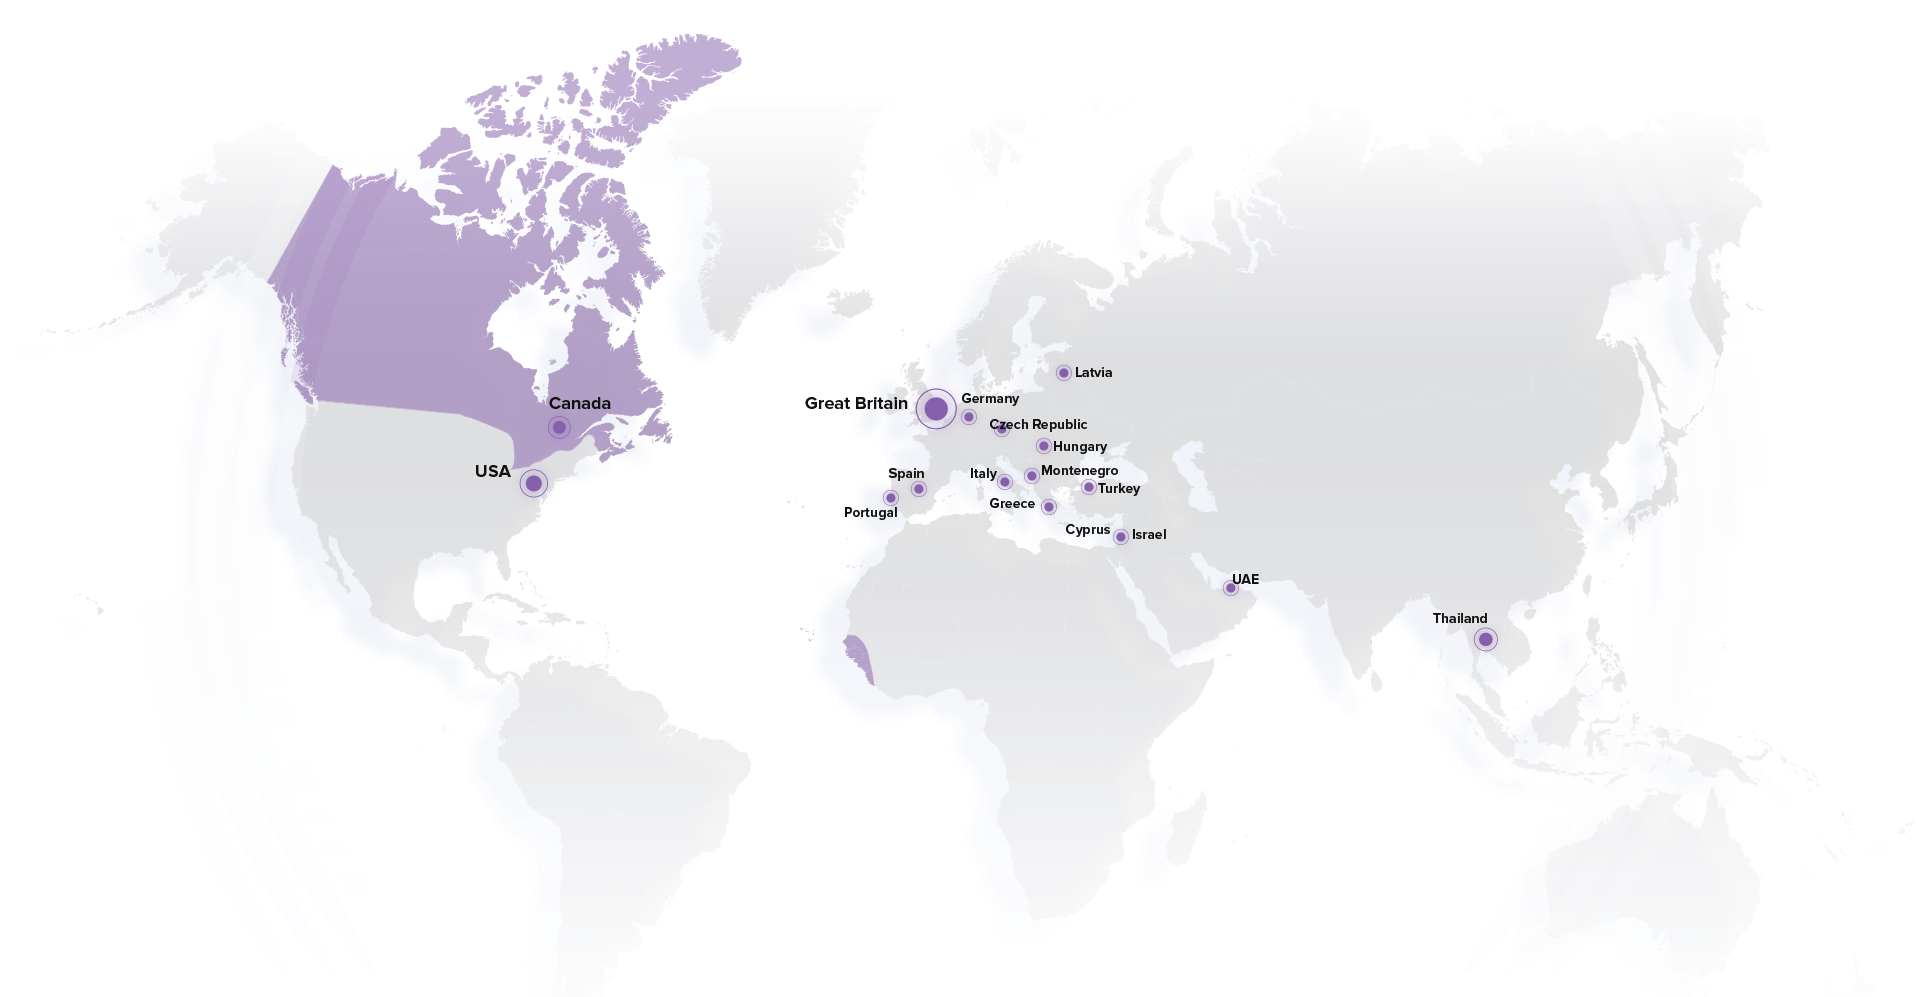 Latvia
Great Britain
Germany
Canada
Czech Republic
Hungary
USA
Spain
Italy
Montenegro
Turkey
Portugal
Greece
Cyprus
Israel
UAE
Thailand